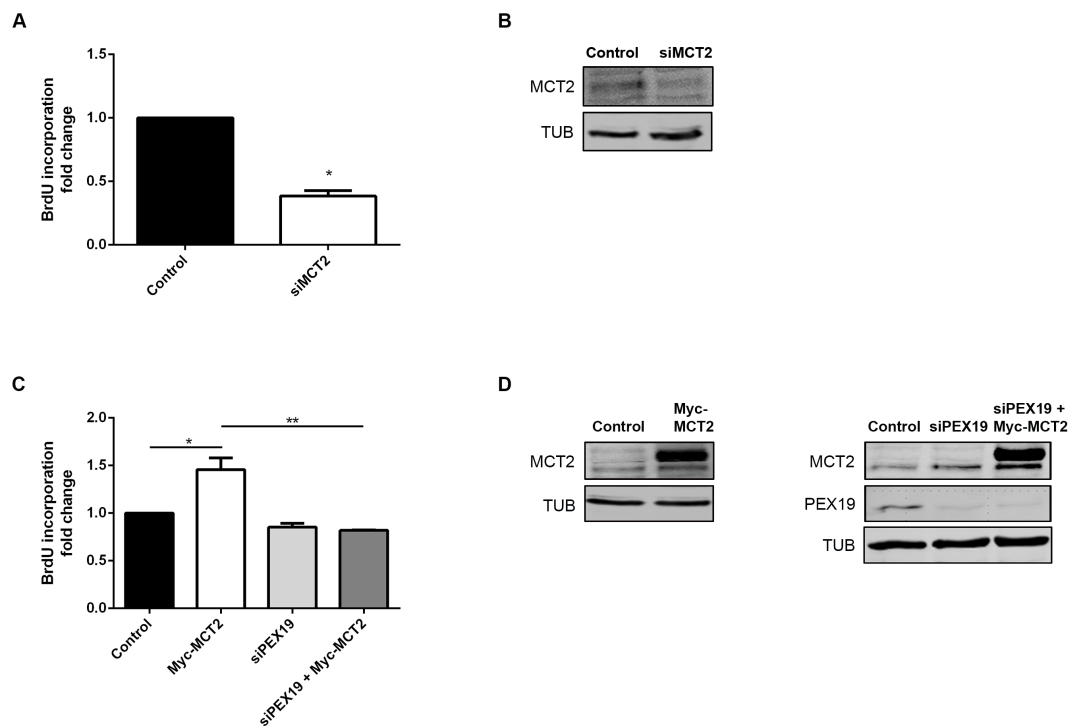 A
BrdU incorporation
fold change
1.5
1.0
0.5
0.0
*
Control
siMCT2
B
Control siMCT2
MCT2
TUB
C
BrdU incorporation
fold change
2.0
1.5
1.0
0.5
0.0
*
**
Control
Myc-MCT2
siPEX19
siPEX19 + Myc-MCT2
D
Control
Myc-
MCT2
MCT2
TUB
siPEX19 +
Control siPEX19 Myc-MCT2
MCT2
PEX19
TUB